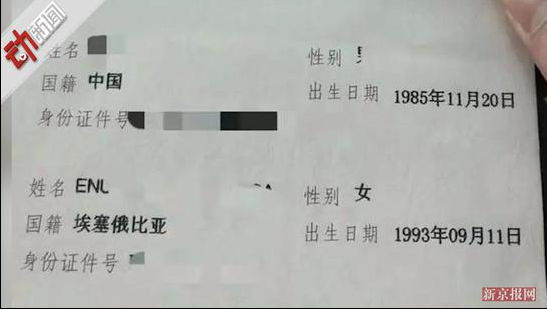 动新闻
姓名
性别 男
国籍 中国
出生日期 1985年11月20日
身份证件号
姓名 ENL
性别 女
国籍 埃塞俄比亚
出生日期 1993年09月11日
身份证件号
新京报网